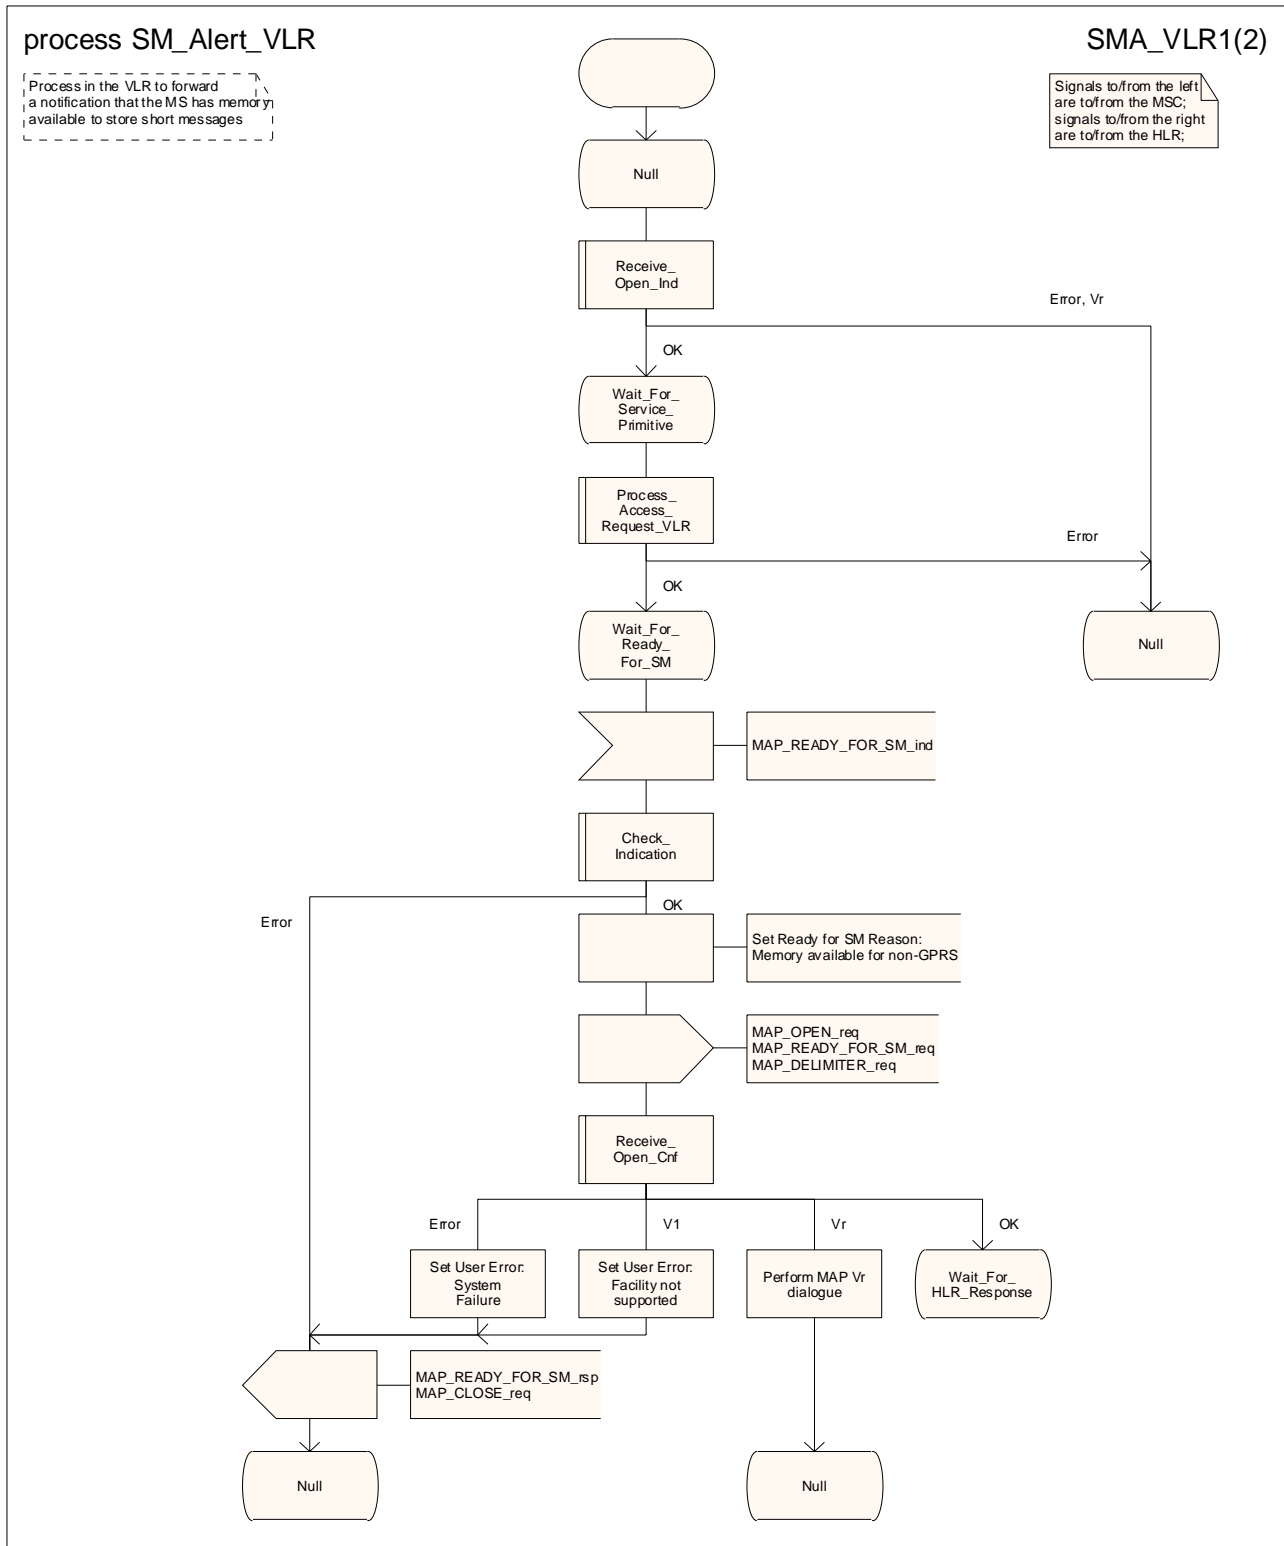 process SM_Alert_VLR
SMA_VLR1(2)
Process in the VLR to forward
a notification that the MS has memory
available to store short messages
Signals to/from the left
are to/from the MSC;
signals to/from the right
are to/from the HLR;
Null
Receive_
Open_Ind
Error, Vr
OK
Wait_For_
Service_
Primitive
Process_
Access_
Request_VLR
Error
OK
Wait_For_
Ready_
For_SM
Null
MAP_READY_FOR_SM_ind
Check_
Indication
Error
OK
Set Ready for SM Reason:
Memory available for non-GPRS
MAP_OPEN_req
MAP_READY_FOR_SM_req
MAP_DELIMITER_req
Receive_
Open_Cnf
Error
V1
Vr
OK
Set User Error:
System
Failure
Set User Error:
Facility not
supported
Perform MAP Vr
dialogue
Wait_For_
HLR_Response
MAP_READY_FOR_SM_rsp
MAP_CLOSE_req
Null
Null